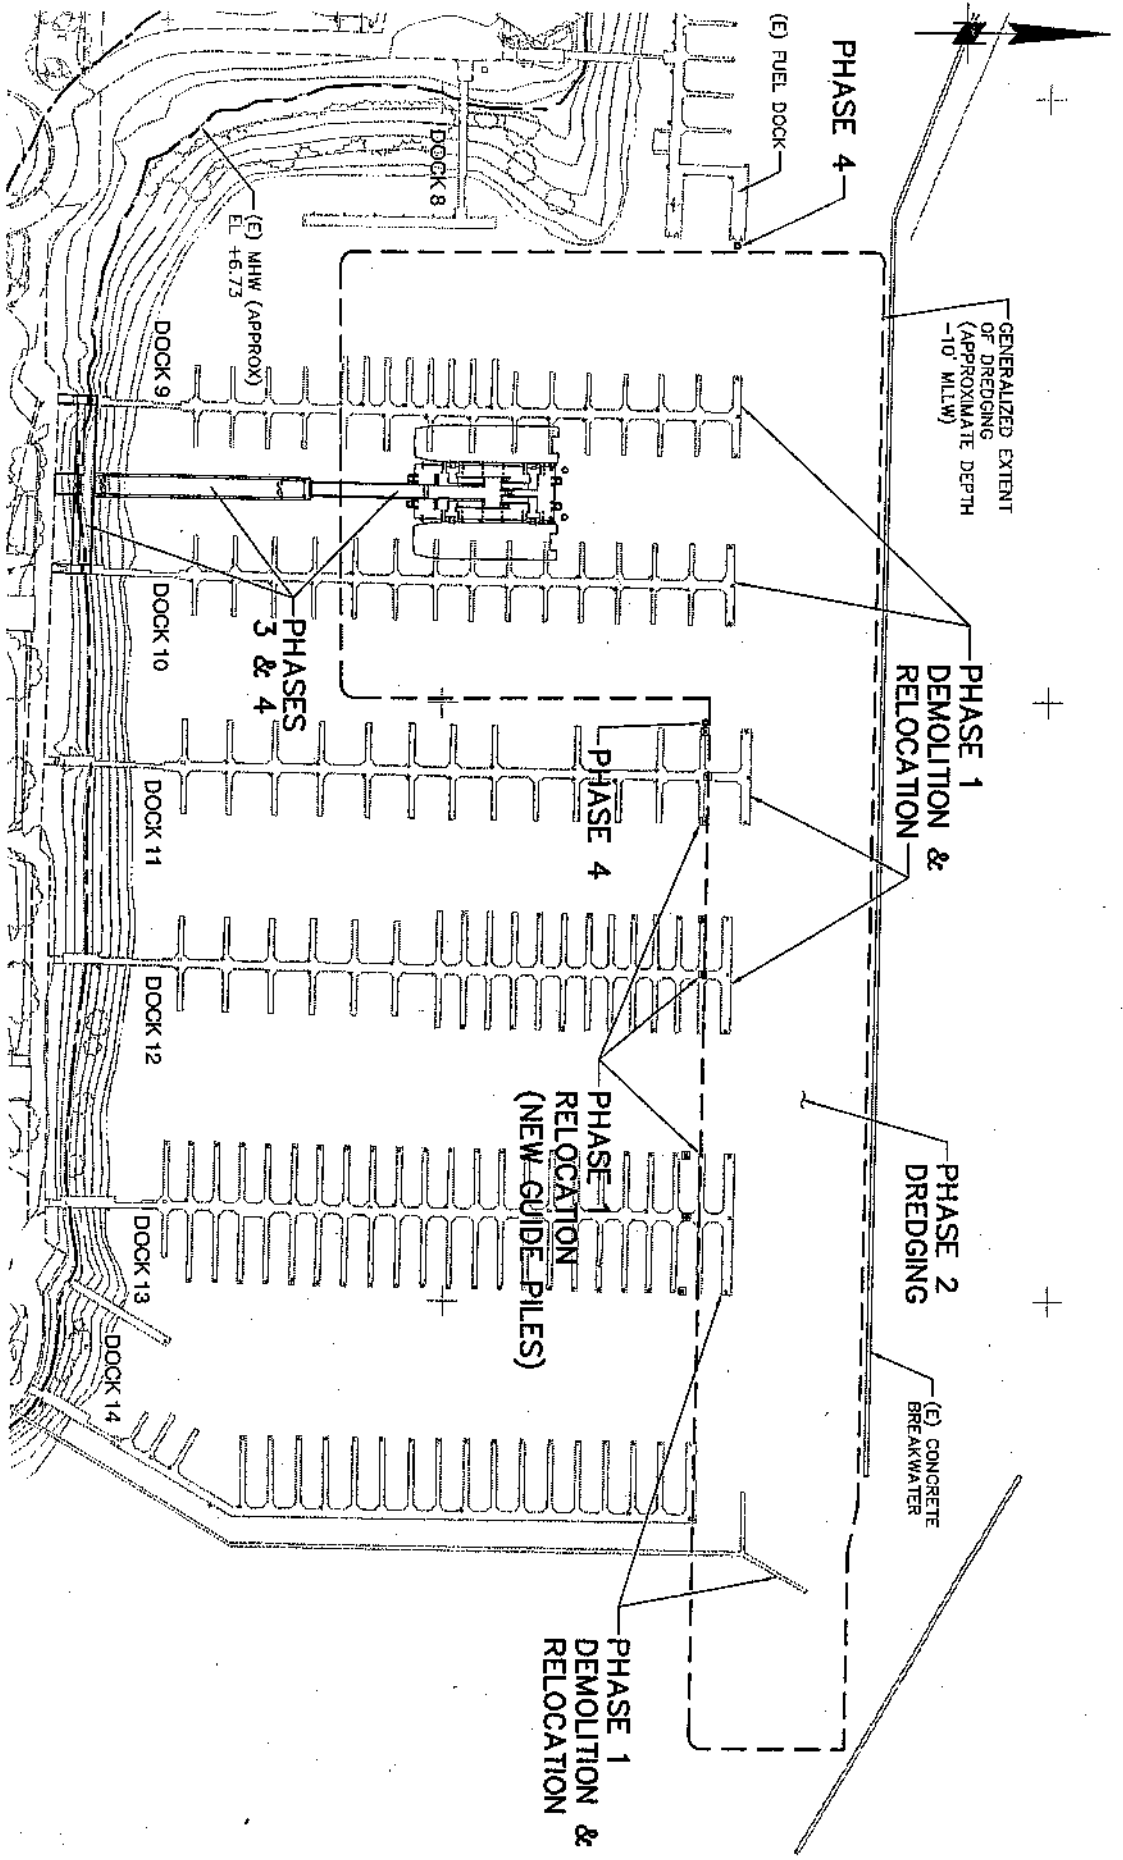 PHASE 4
(E) FUEL DOCK
DOCK 8
(E) MHW (APPROX)
EL +6.73
GENERALIZED EXTENT
OF DREDGING
(APPROXIMATE DEPTH
-10' MLLW)
DOCK 9
PHASE 1
DEMOLITION &
RELOCATION
PHASES
3 & 4
DOCK 10
PHASE 4
DOCK 11
DOCK 12
PHASE 1
RELOCATION
(NEW GUIDE PILES)
PHASE 2
DREDGING
DOCK 13
(E) CONCRETE
BREAKWATER
DOCK 14
PHASE 1
DEMOLITION &
RELOCATION